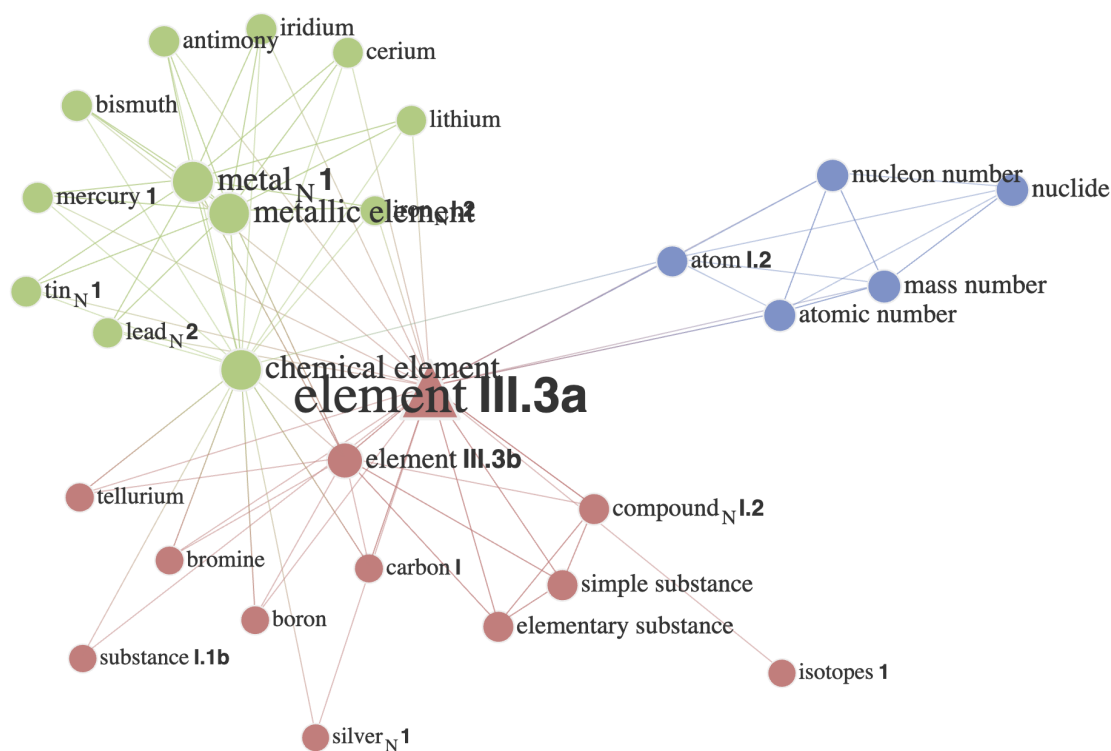 iridium
antimony
cerium
bismuth
lithium
metal N 1
nucleon number
nuclide
mercury 1
metallic element
iron N I.2
atom I.2
tin N 1
mass number
atomic number
lead N 2
chemical element
element III.3a
element III.3b
tellurium
compound N I.2
bromine
carbon I
simple substance
boron
elementary substance
substance I.1b
isotopes 1
silver N 1